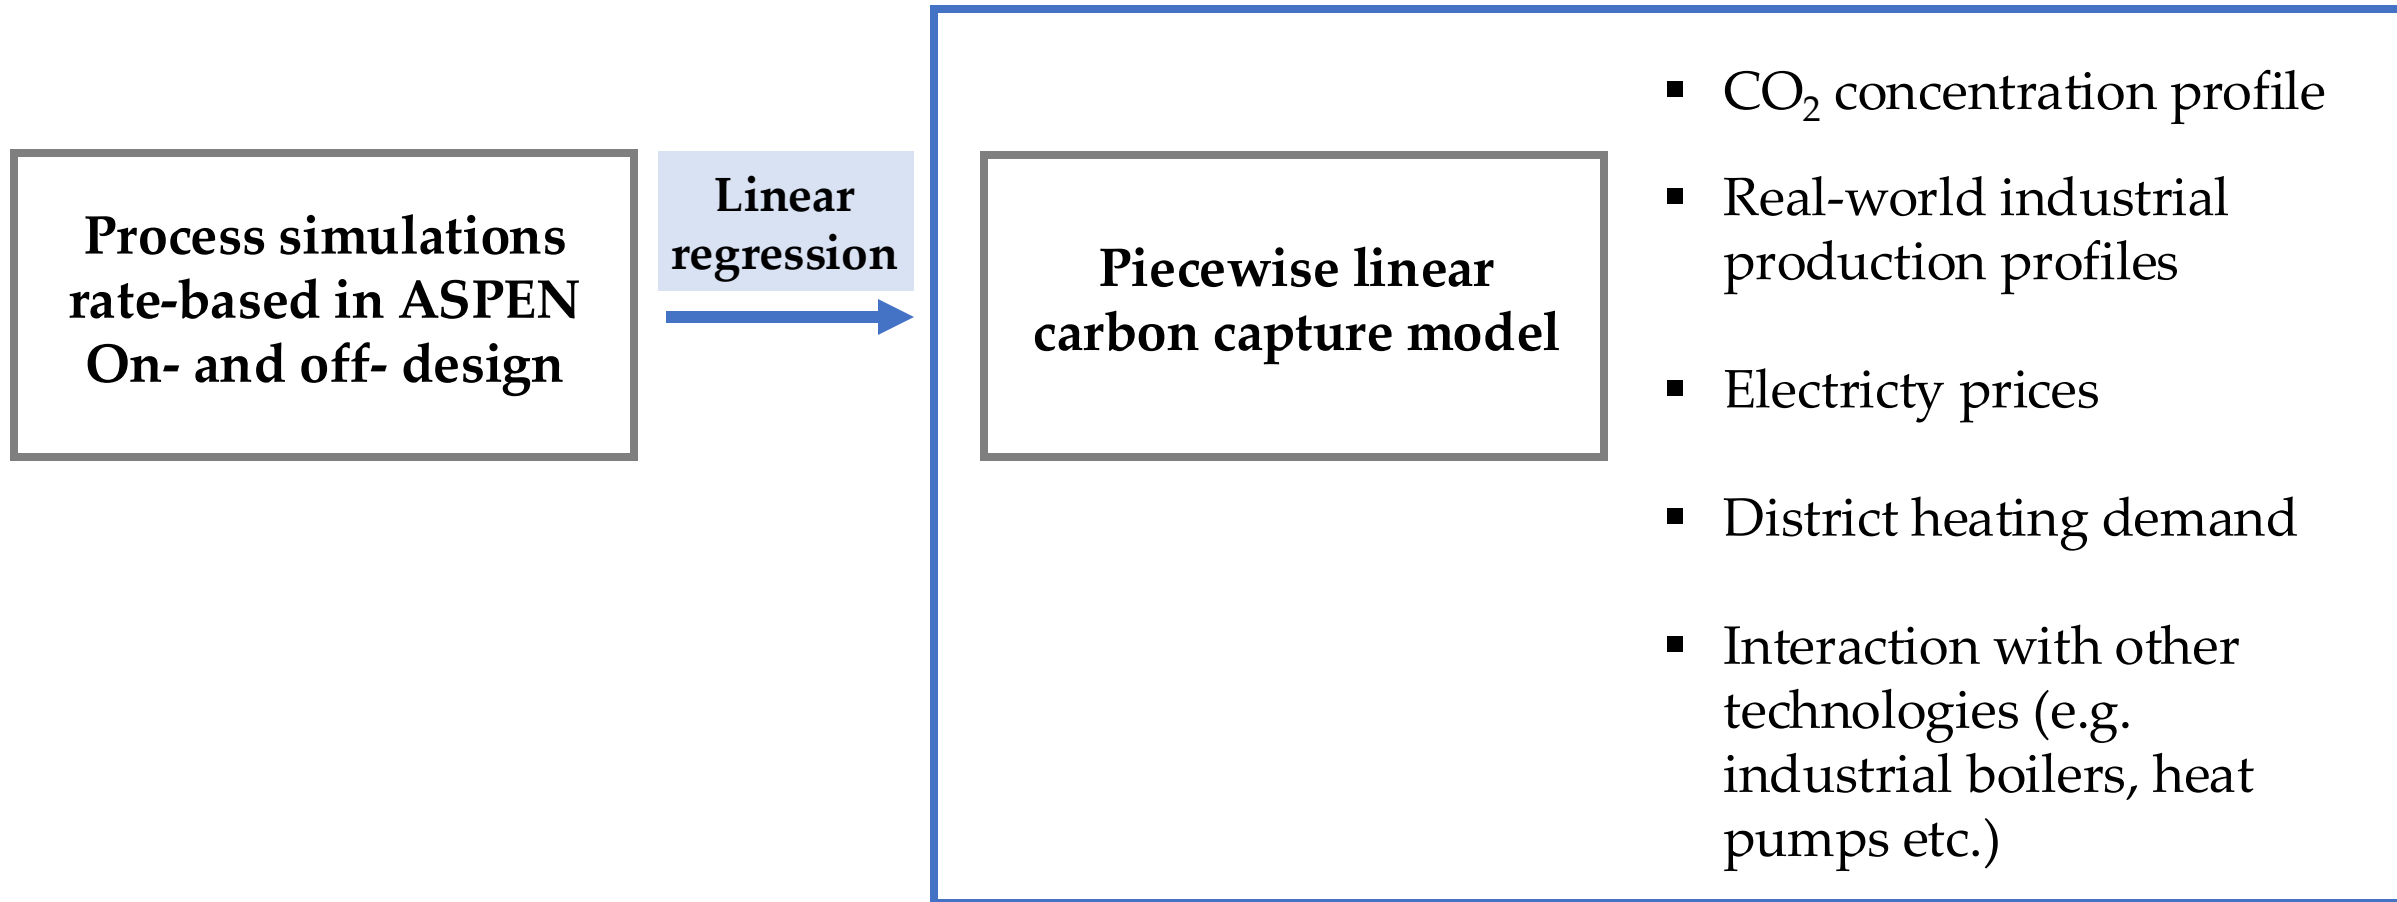 Process simulations
rate-based in ASPEN
On- and off- design
Linear
regression
Piecewise linear
carbon capture model
▪ CO₂ concentration profile
▪ Real-world industrial
production profiles
▪ Electricty prices
▪ District heating demand
▪ Interaction with other
technologies (e.g.
industrial boilers, heat
pumps etc.)